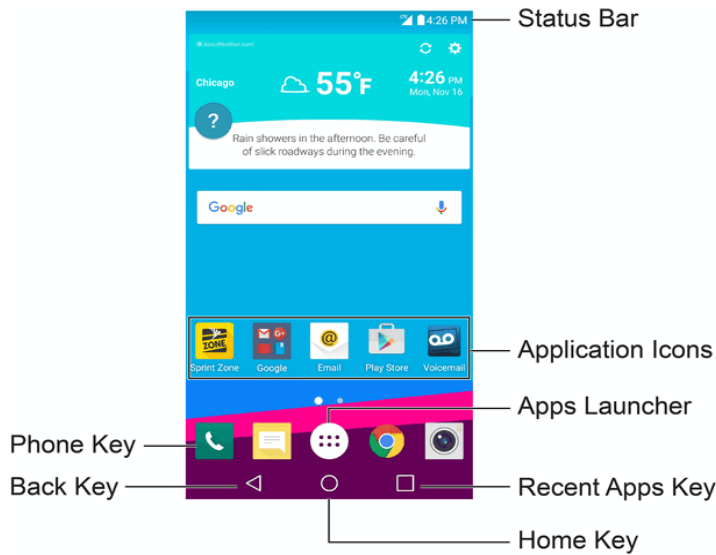 LTE 4:26 PM
Status Bar
AccuWeather.com
Chicago
55°F
4:26 PM
Mon, Nov 16
?
Rain showers in the afternoon. Be careful
of slick roadways during the evening.
Google
ZONE
G+
@
Sprint Zone
Google
Email
Play Store
Voicemail
Application Icons
Apps Launcher
Phone Key
Back Key
Recent Apps Key
Home Key